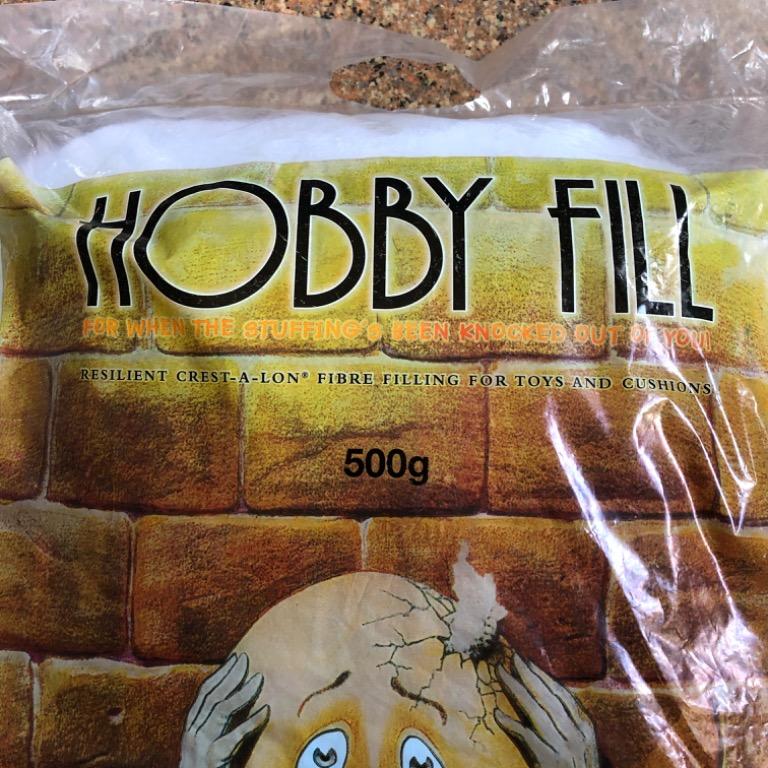 HOBBY FILL
FOR WHEN THE STUFFING'S BEEN KNOCKED OUT OF YOU!
RESILIENT CREST-A-LON® FIBRE FILLING FOR TOYS AND CUSHIONS
500g